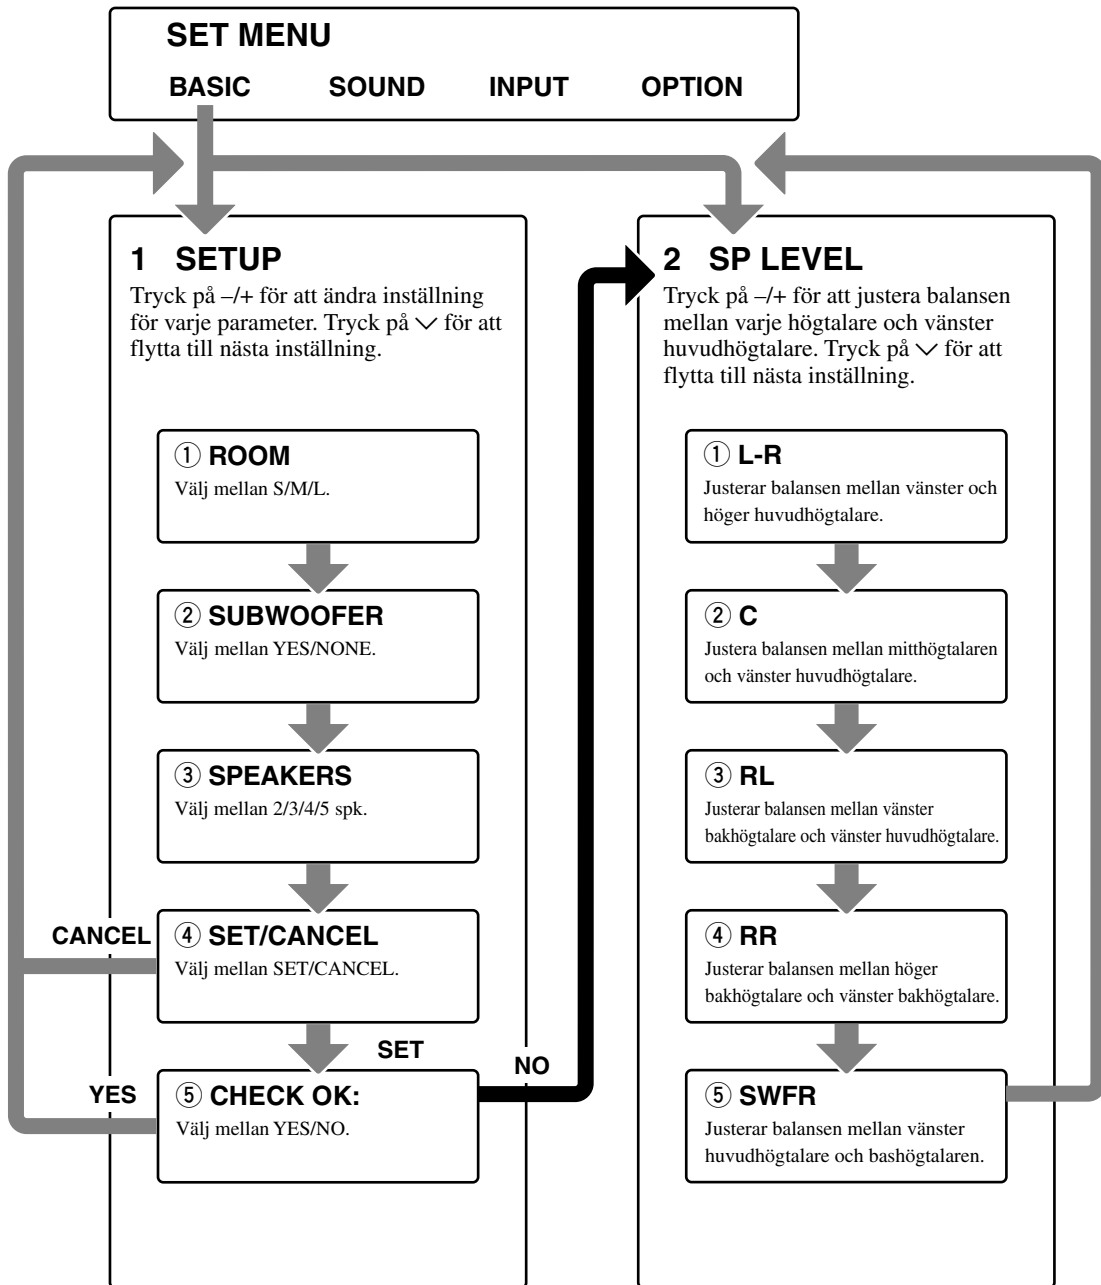 SET MENU
BASIC SOUND INPUT OPTION
1 SETUP
Tryck på –/+ för att ändra inställning
för varje parameter. Tryck på ∨ för att
flytta till nästa inställning.
① ROOM
Välj mellan S/M/L.
② SUBWOOFER
Välj mellan YES/NONE.
③ SPEAKERS
Välj mellan 2/3/4/5 spk.
CANCEL
④ SET/CANCEL
Välj mellan SET/CANCEL.
SET
NO
YES
⑤ CHECK OK:
Välj mellan YES/NO.
2 SP LEVEL
Tryck på –/+ för att justera balansen
mellan varje högtalare och vänster
huvudhögtalare. Tryck på ∨ för att
flytta till nästa inställning.
① L-R
Justerar balansen mellan vänster och
höger huvudhögtalare.
② C
Justera balansen mellan mitthögtalaren
och vänster huvudhögtalare.
③ RL
Justerar balansen mellan vänster
bakhögtalare och vänster huvudhögtalare.
④ RR
Justerar balansen mellan höger
bakhögtalare och vänster bakhögtalare.
⑤ SWFR
Justerar balansen mellan vänster
huvudhögtalare och bashögtalaren.